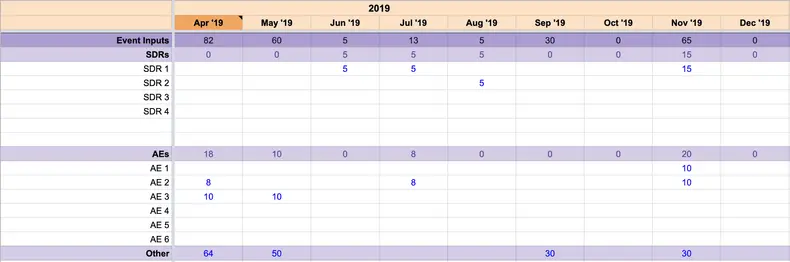 2019
Apr '19 May '19 Jun '19 Jul '19 Aug '19 Sep '19 Oct '19 Nov '19 Dec '19
Event Inputs 82 60 5 13 5 30 0 65 0
SDRs 0 0 5 5 5 0 0 15 0
SDR 1 5 5 15
SDR 2 5
SDR 3
SDR 4
AEs 18 10 0 8 0 0 0 20 0
AE 1 10
AE 2 8 8 10
AE 3 10 10
AE 4
AE 5
AE 6
Other 64 50 30 30